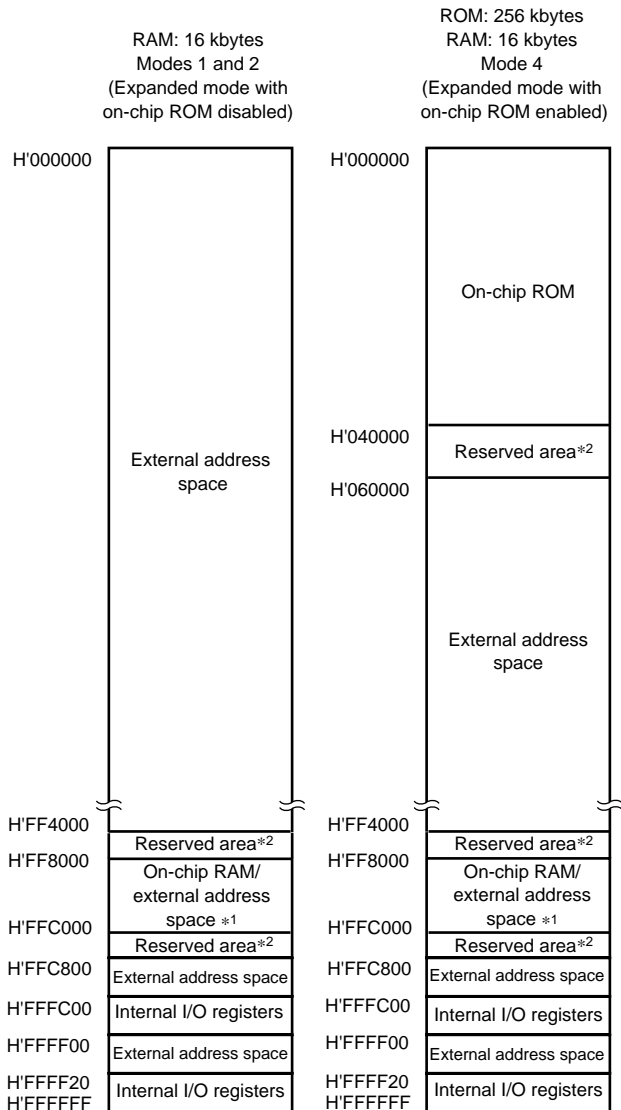 RAM: 16 kbytes
Modes 1 and 2
(Expanded mode with
on-chip ROM disabled)
H'000000
External address
space
H'FF4000
Reserved area*2
H'FF8000
On-chip RAM/
external address
space *1
H'FFC000
Reserved area*2
H'FFC800
External address space
H'FFFC00
Internal I/O registers
H'FFFF00
External address space
H'FFFF20
Internal I/O registers
H'FFFFFF
ROM: 256 kbytes
RAM: 16 kbytes
Mode 4
(Expanded mode with
on-chip ROM enabled)
H'000000
On-chip ROM
H'040000
Reserved area*2
H'060000
External address
space
H'FF4000
Reserved area*2
H'FF8000
On-chip RAM/
external address
space *1
H'FFC000
Reserved area*2
H'FFC800
External address space
H'FFFC00
Internal I/O registers
H'FFFF00
External address space
H'FFFF20
Internal I/O registers
H'FFFFFF